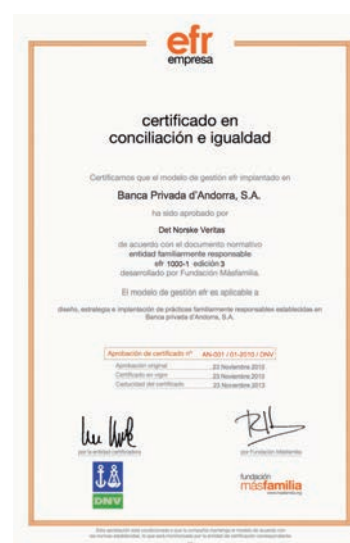 efr
empresa
certificado en
conciliación e igualdad
Certificamos que el modelo de gestión efr implantado en
Banca Privada d'Andorra, S.A.
ha sido aprobado por
Det Norske Veritas
de acuerdo con el documento normativo
entidad familiarmente responsable
efr 1000-1 edición 3
desarrollado por Fundación Másfamilia.
El modelo de gestión efr es aplicable a
diseño, estrategia e implantación de prácticas familiarmente responsables establecidas en
Banca privada d'Andorra, S.A.
Aprobación de certificado nº AN-001 / 01-2010 / DNV
Aprobación original 23 Noviembre 2010
Certificado en vigor 23 Noviembre 2010
Caducidad del certificado 23 Noviembre 2013
por la entidad certificadora
por Fundación Másfamilia
DNV
fundación
másfamilia
www.masfamilia.org